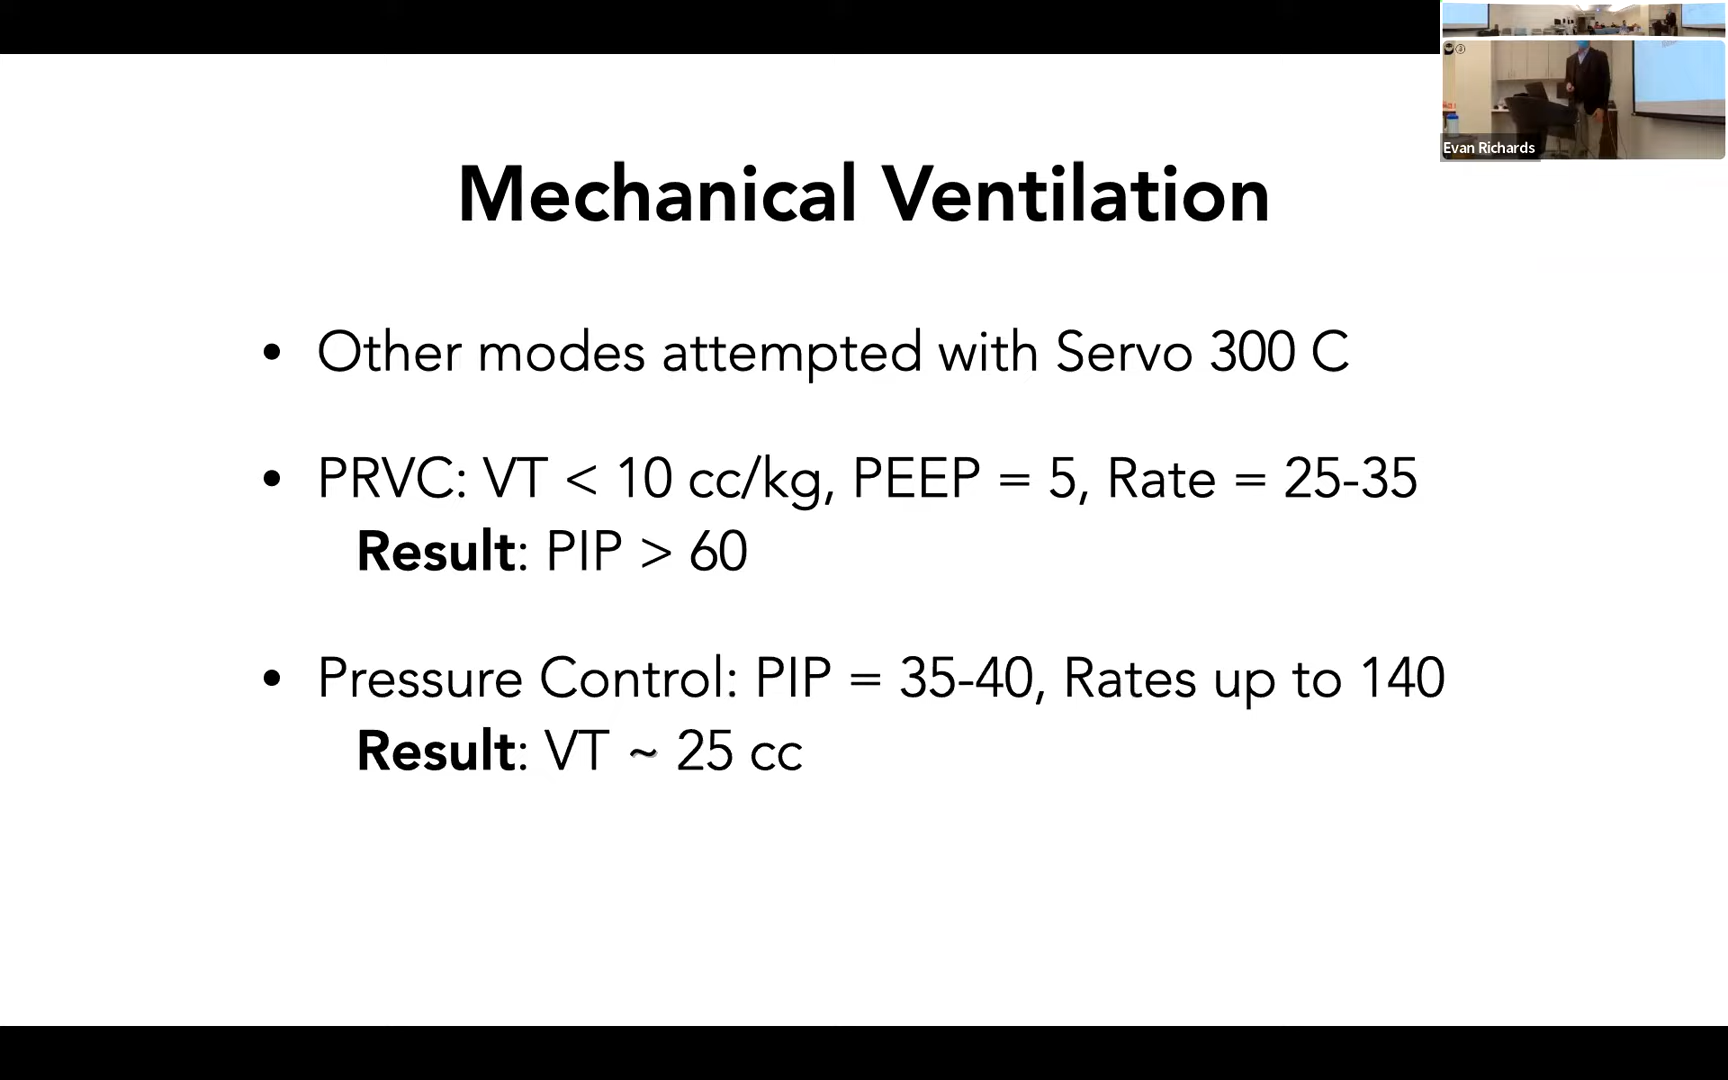 Evan Richards
Mechanical Ventilation
• Other modes attempted with Servo 300 C
• PRVC: VT < 10 cc/kg, PEEP = 5, Rate = 25-35
Result: PIP > 60
• Pressure Control: PIP = 35-40, Rates up to 140
Result: VT ~ 25 cc